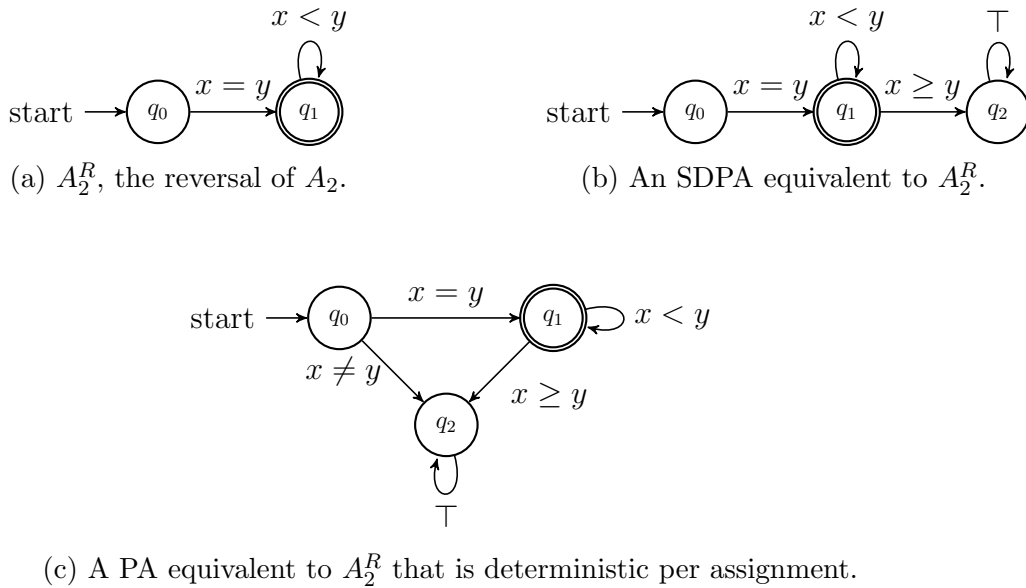 x < y
start q₀ x = y q₁
(a) A₂ᴿ, the reversal of A₂.
x < y ⊤
start q₀ x = y q₁ x ≥ y q₂
(b) An SDPA equivalent to A₂ᴿ.
start q₀ x = y q₁ x < y
x ≠ y x ≥ y
q₂
⊤
(c) A PA equivalent to A₂ᴿ that is deterministic per assignment.